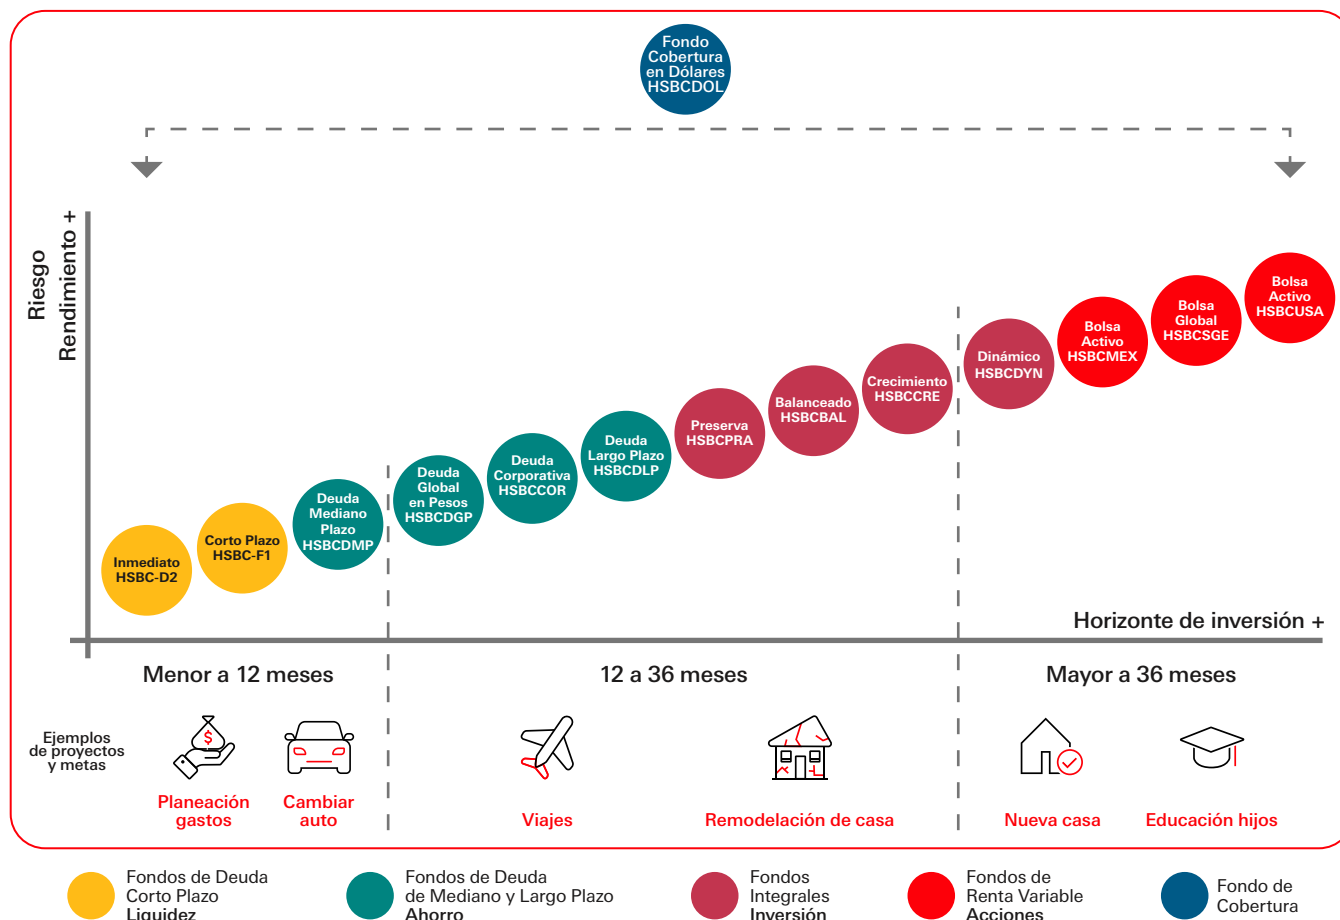 Fondo
Cobertura
en Dólares
HSBCDOL
Riesgo
Rendimiento +
Inmediato
HSBC-D2
Corto Plazo
HSBC-F1
Deuda
Mediano
Plazo
HSBCDMP
Deuda
Global
en Pesos
HSBCDGP
Deuda
Corporativa
HSBCCOR
Deuda
Largo Plazo
HSBCDLP
Preserva
HSBCPRA
Balanceado
HSBCBAL
Crecimiento
HSBCCRE
Dinámico
HSBCDYN
Bolsa
Activo
HSBCMEX
Bolsa
Global
HSBCSGE
Bolsa
Activo
HSBCUSA
Horizonte de inversión +
Menor a 12 meses
12 a 36 meses
Mayor a 36 meses
Ejemplos
de proyectos
y metas
$
Planeación
gastos
Cambiar
auto
Viajes
Remodelación de casa
Nueva casa
Educación hijos
Fondos de Deuda
Corto Plazo
Liquidez
Fondos de Deuda
de Mediano y Largo Plazo
Ahorro
Fondos
Integrales
Inversión
Fondos de
Renta Variable
Acciones
Fondo de
Cobertura